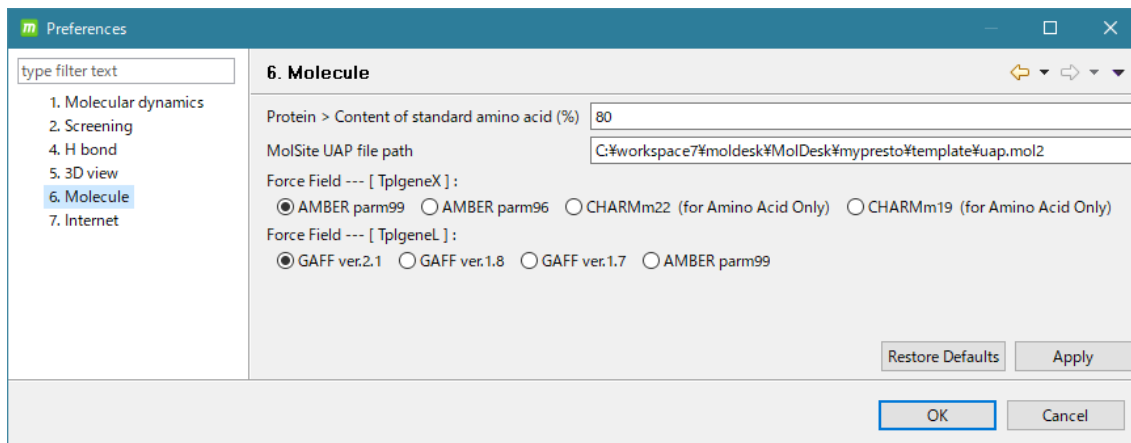 Preferences
type filter text
1. Molecular dynamics
2. Screening
4. H bond
5. 3D view
6. Molecule
7. Internet
6. Molecule
Protein > Content of standard amino acid (%) 80
MolSite UAP file path C:¥workspace7¥moldesk¥MolDesk¥mypresto¥template¥uap.mol2
Force Field --- [ TplgeneX ] :
AMBER parm99 AMBER parm96 CHARMm22 (for Amino Acid Only) CHARMm19 (for Amino Acid Only)
Force Field --- [ TplgeneL ] :
GAFF ver.2.1 GAFF ver.1.8 GAFF ver.1.7 AMBER parm99
Restore Defaults Apply
OK Cancel